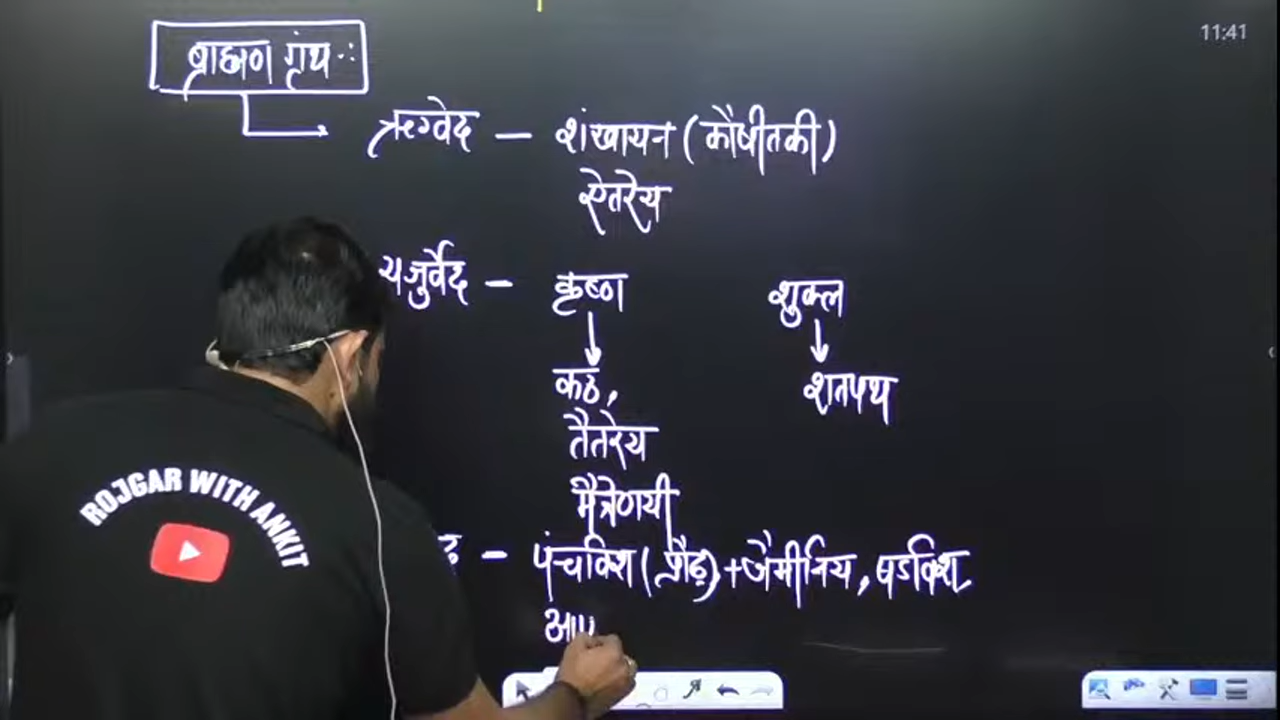 11:41
ब्राह्मण ग्रंथ :
ऋग्वेद – शंखायन (कौषीतकी)
ऐतरेय
यजुर्वेद – कृष्ण शुक्ल
कठ, शतपथ
तैतरेय
मैत्रेणयी
– पंचविश (प्रौढ़) + जैमीनिय, षडविश,
ROJGAR WITH ANKIT